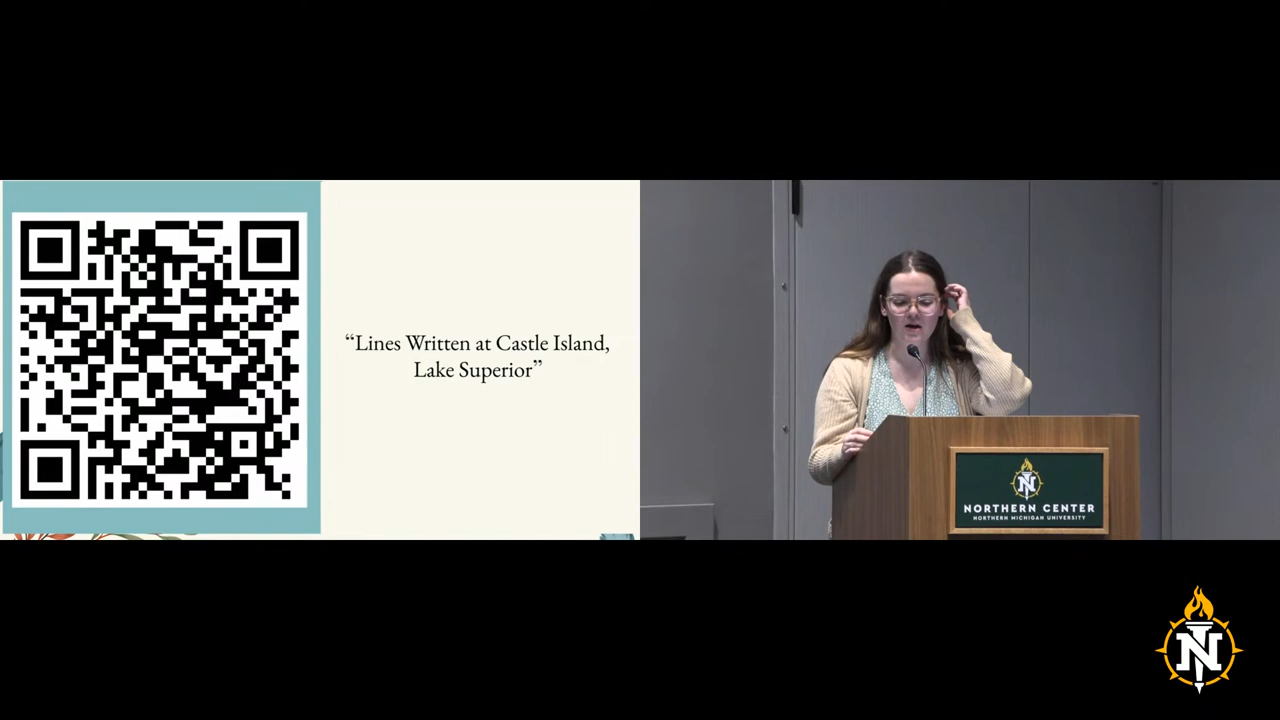 “Lines Written at Castle Island,
Lake Superior”
N
NORTHERN CENTER
NORTHERN MICHIGAN UNIVERSITY
N